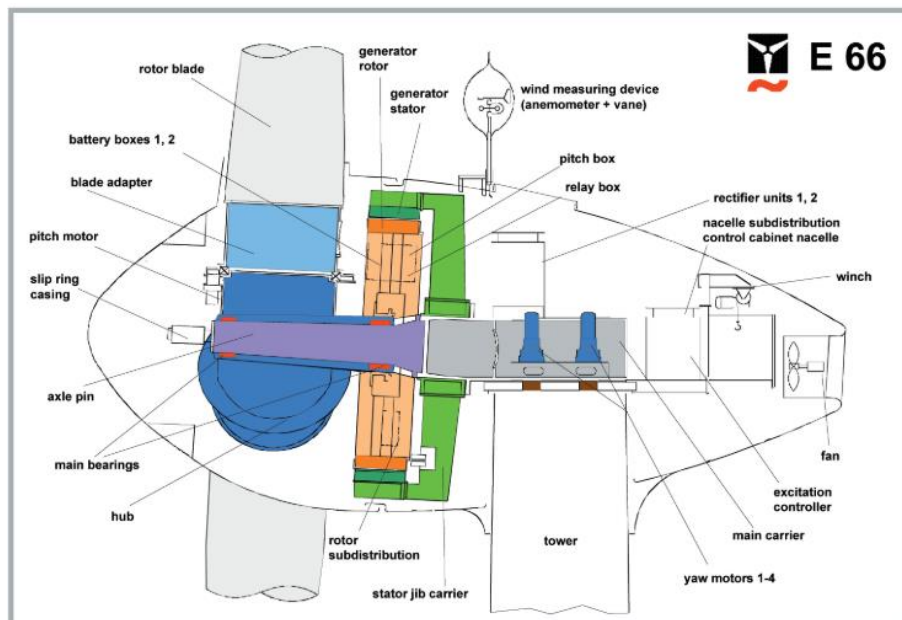 E 66
generator
rotor
rotor blade
generator
stator
wind measuring device
(anemometer + vane)
battery boxes 1, 2
pitch box
blade adapter
relay box
rectifier units 1, 2
nacelle subdistribution
control cabinet nacelle
pitch motor
winch
slip ring
casing
axle pin
main bearings
fan
hub
excitation
controller
rotor
subdistribution
tower
main carrier
stator jib carrier
yaw motors 1-4